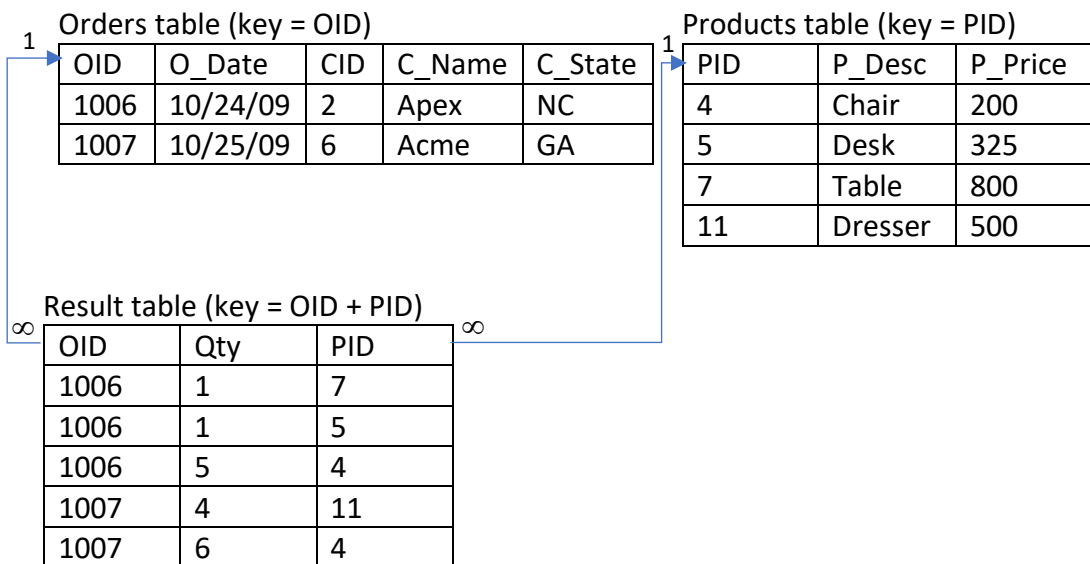 Orders table (key = OID)
1
OID O_Date CID C_Name C_State
1006 10/24/09 2 Apex NC
1007 10/25/09 6 Acme GA
Products table (key = PID)
1
PID P_Desc P_Price
4 Chair 200
5 Desk 325
7 Table 800
11 Dresser 500
Result table (key = OID + PID)
∞ ∞
OID Qty PID
1006 1 7
1006 1 5
1006 5 4
1007 4 11
1007 6 4